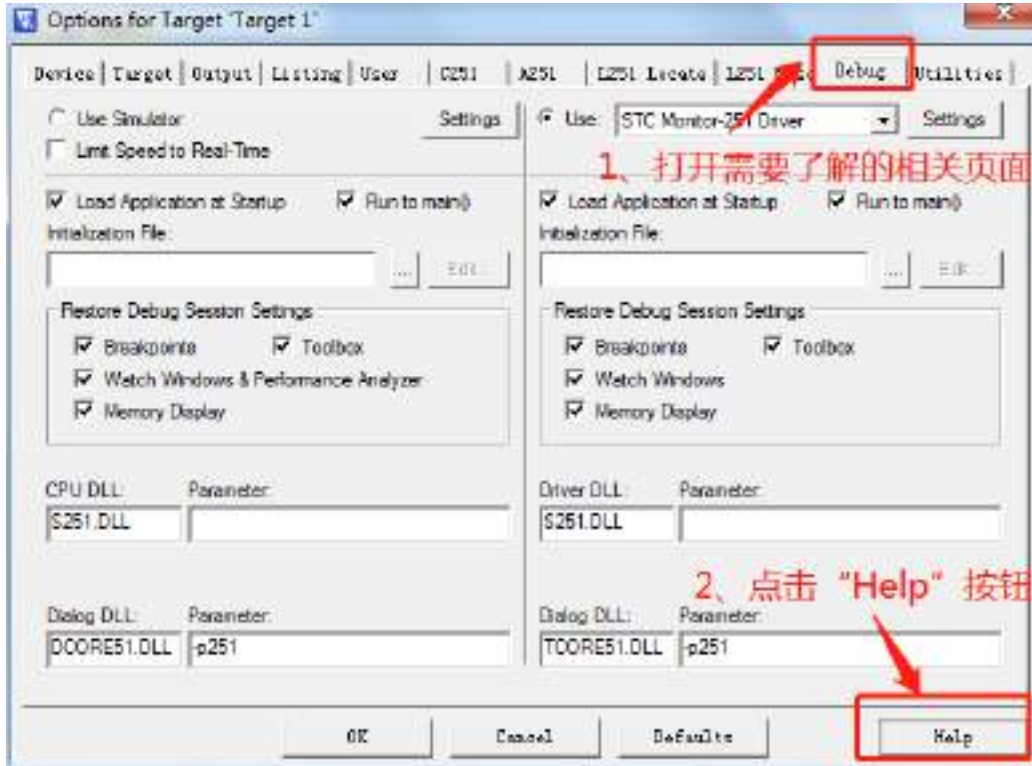 Options for Target 'Target 1'
Device Target Output Listing User C251 A251 L251 Locate L251 Misc Debug Utilities
Use Simulator Settings Use: STC Monitor-251 Driver Settings
Limit Speed to Real-Time
1、打开需要了解的相关页面
Load Application at Startup Run to main() Load Application at Startup Run to main()
Initialization File: Initialization File:
... Edit... ... Edit...
Restore Debug Session Settings Restore Debug Session Settings
Breakpoints Toolbox Breakpoints Toolbox
Watch Windows & Performance Analyzer Watch Windows
Memory Display Memory Display
CPU DLL: Parameter: Driver DLL: Parameter:
S251.DLL S251.DLL
2、点击“Help”按钮
Dialog DLL: Parameter: Dialog DLL: Parameter:
DCORE51.DLL -p251 TCORE51.DLL -p251
OK Cancel Defaults Help